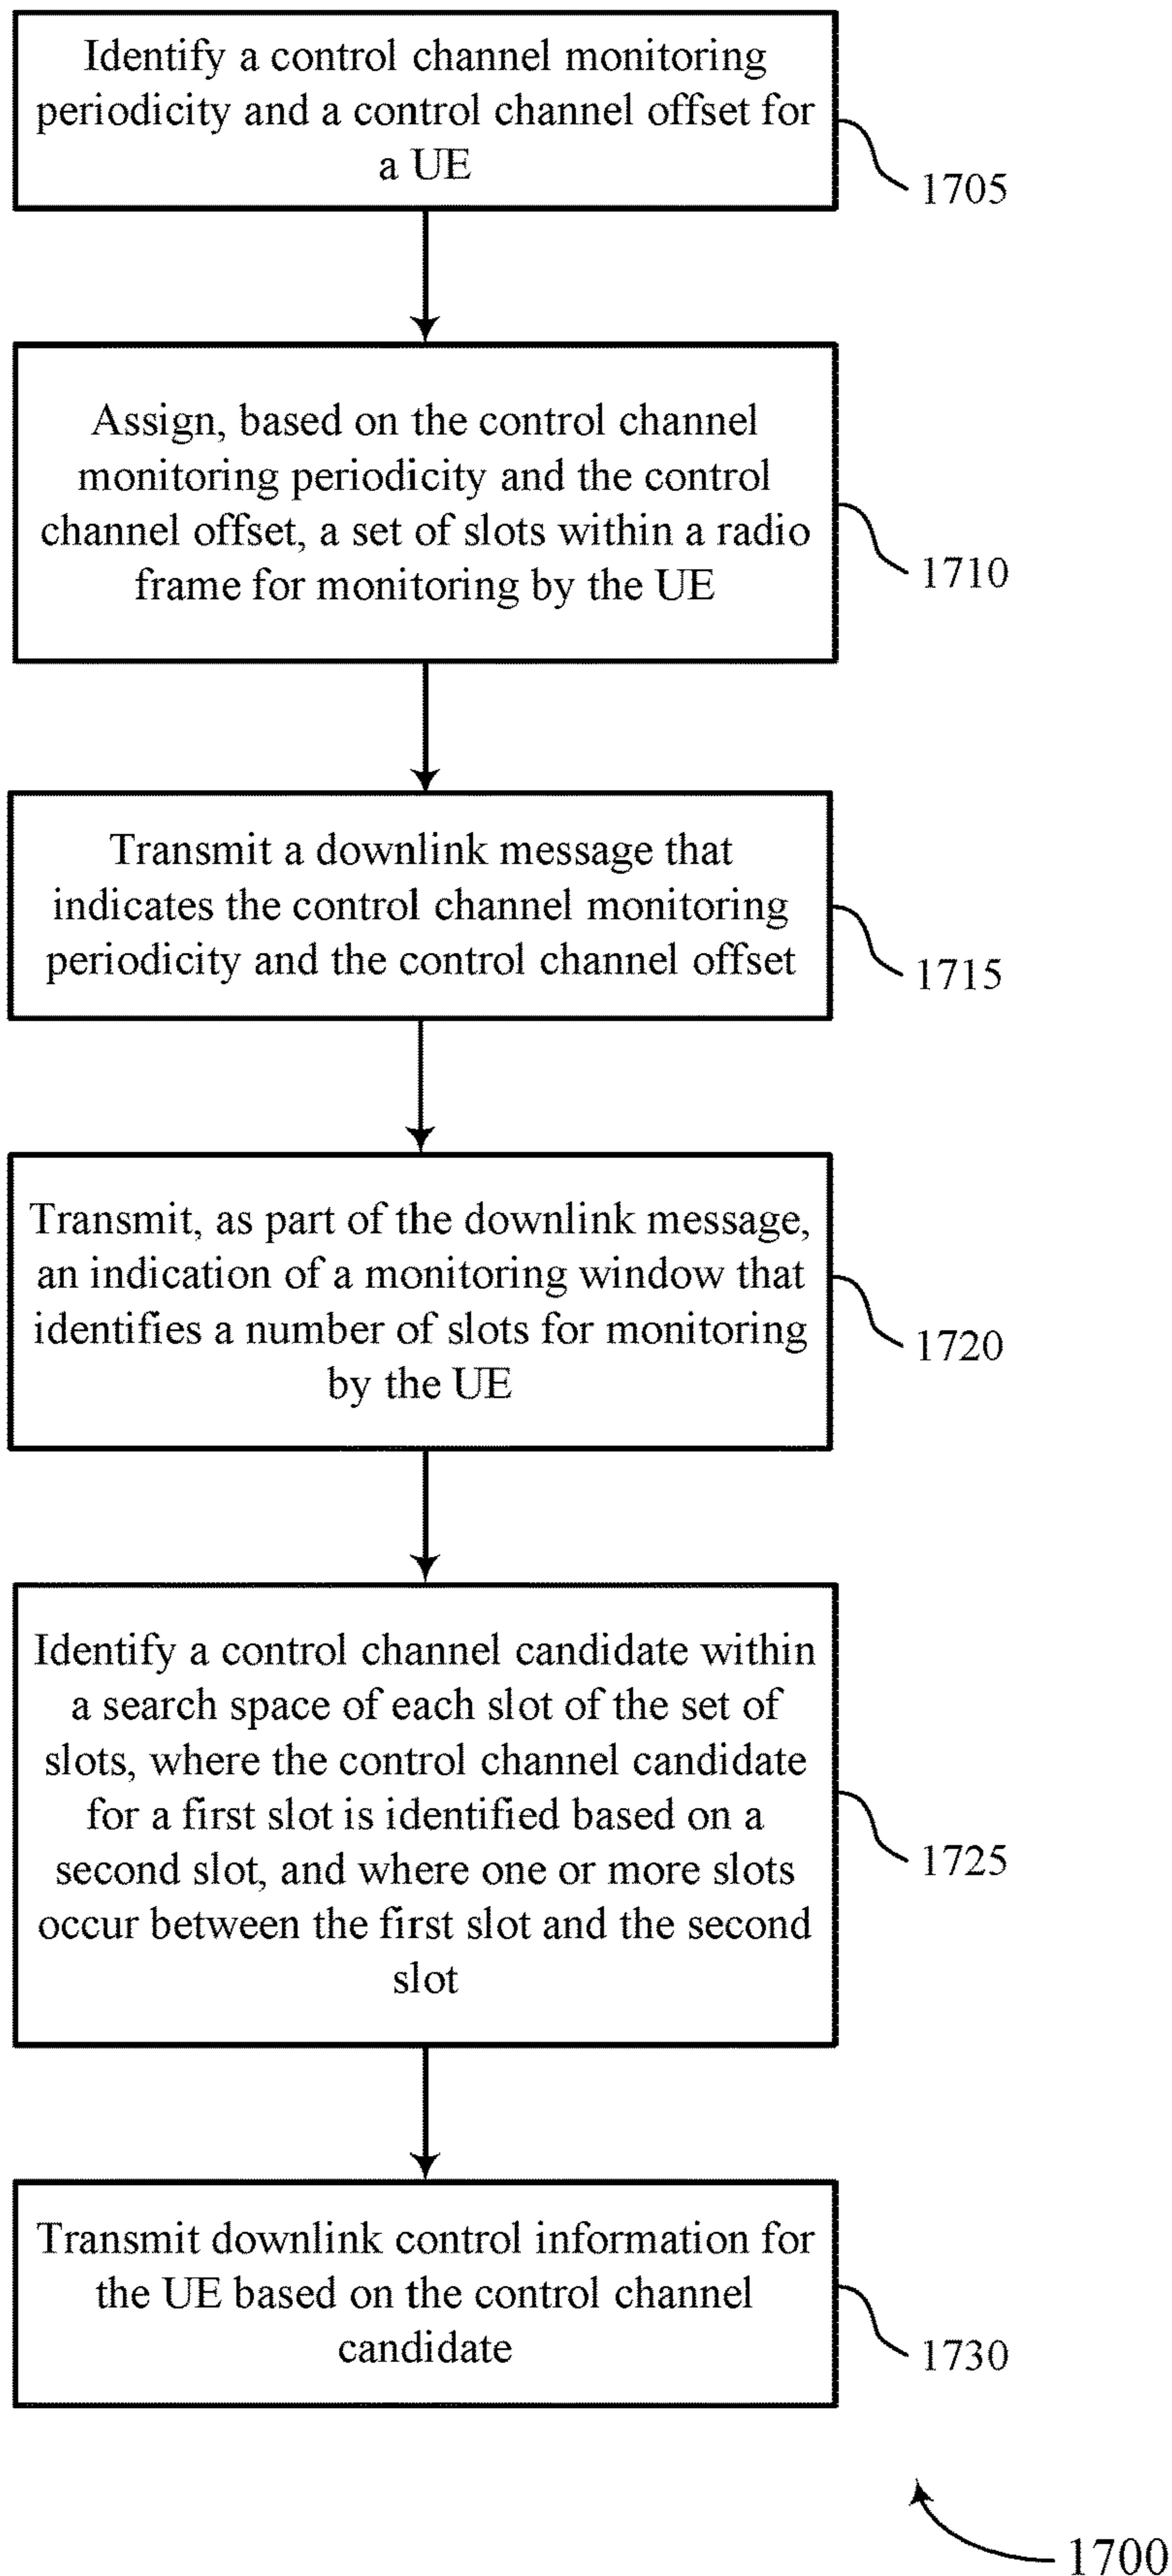 Identify a control channel monitoring
periodicity and a control channel offset for
a UE
1705
Assign, based on the control channel
monitoring periodicity and the control
channel offset, a set of slots within a radio
frame for monitoring by the UE
1710
Transmit a downlink message that
indicates the control channel monitoring
periodicity and the control channel offset
1715
Transmit, as part of the downlink message,
an indication of a monitoring window that
identifies a number of slots for monitoring
by the UE
1720
Identify a control channel candidate within
a search space of each slot of the set of
slots, where the control channel candidate
for a first slot is identified based on a
second slot, and where one or more slots
occur between the first slot and the second
slot
1725
Transmit downlink control information for
the UE based on the control channel
candidate
1730
1700